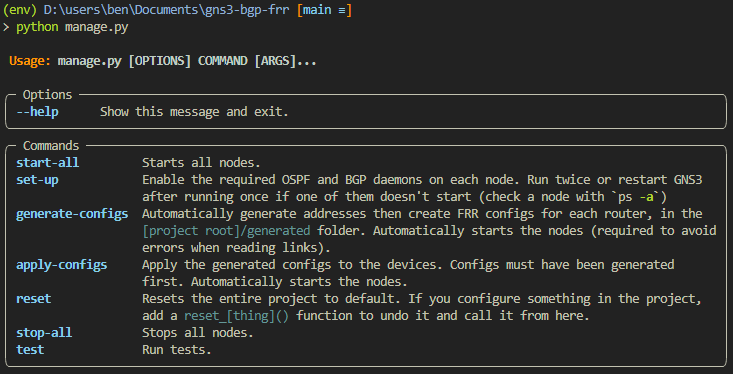 (env) D:\users\ben\Documents\gns3-bgp-frr [main ≡]
> python manage.py
Usage: manage.py [OPTIONS] COMMAND [ARGS]...
Options
--help Show this message and exit.
Commands
start-all Starts all nodes.
set-up Enable the required OSPF and BGP daemons on each node. Run twice or restart GNS3
after running once if one of them doesn't start (check a node with `ps -a`)
generate-configs Automatically generate addresses then create FRR configs for each router, in the
[project root]/generated folder. Automatically starts the nodes (required to avoid
errors when reading links).
apply-configs Apply the generated configs to the devices. Configs must have been generated
first. Automatically starts the nodes.
reset Resets the entire project to default. If you configure something in the project,
add a reset_[thing]() function to undo it and call it from here.
stop-all Stops all nodes.
test Run tests.